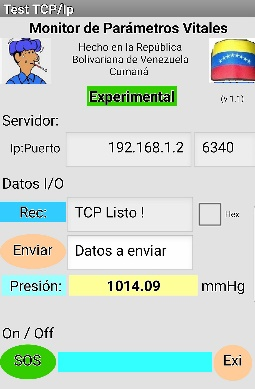 Test TCP/Ip
Monitor de Parámetros Vitales
Hecho en la República
Bolivariana de Venezuela
Cumaná
Experimental
(v 1.1)
Servidor:
Ip:Puerto 192.168.1.2 6340
Datos I/O
Rec: TCP Listo ! Hex
Enviar Datos a enviar
Presión: 1014.09 mmHg
On / Off
SOS Exi